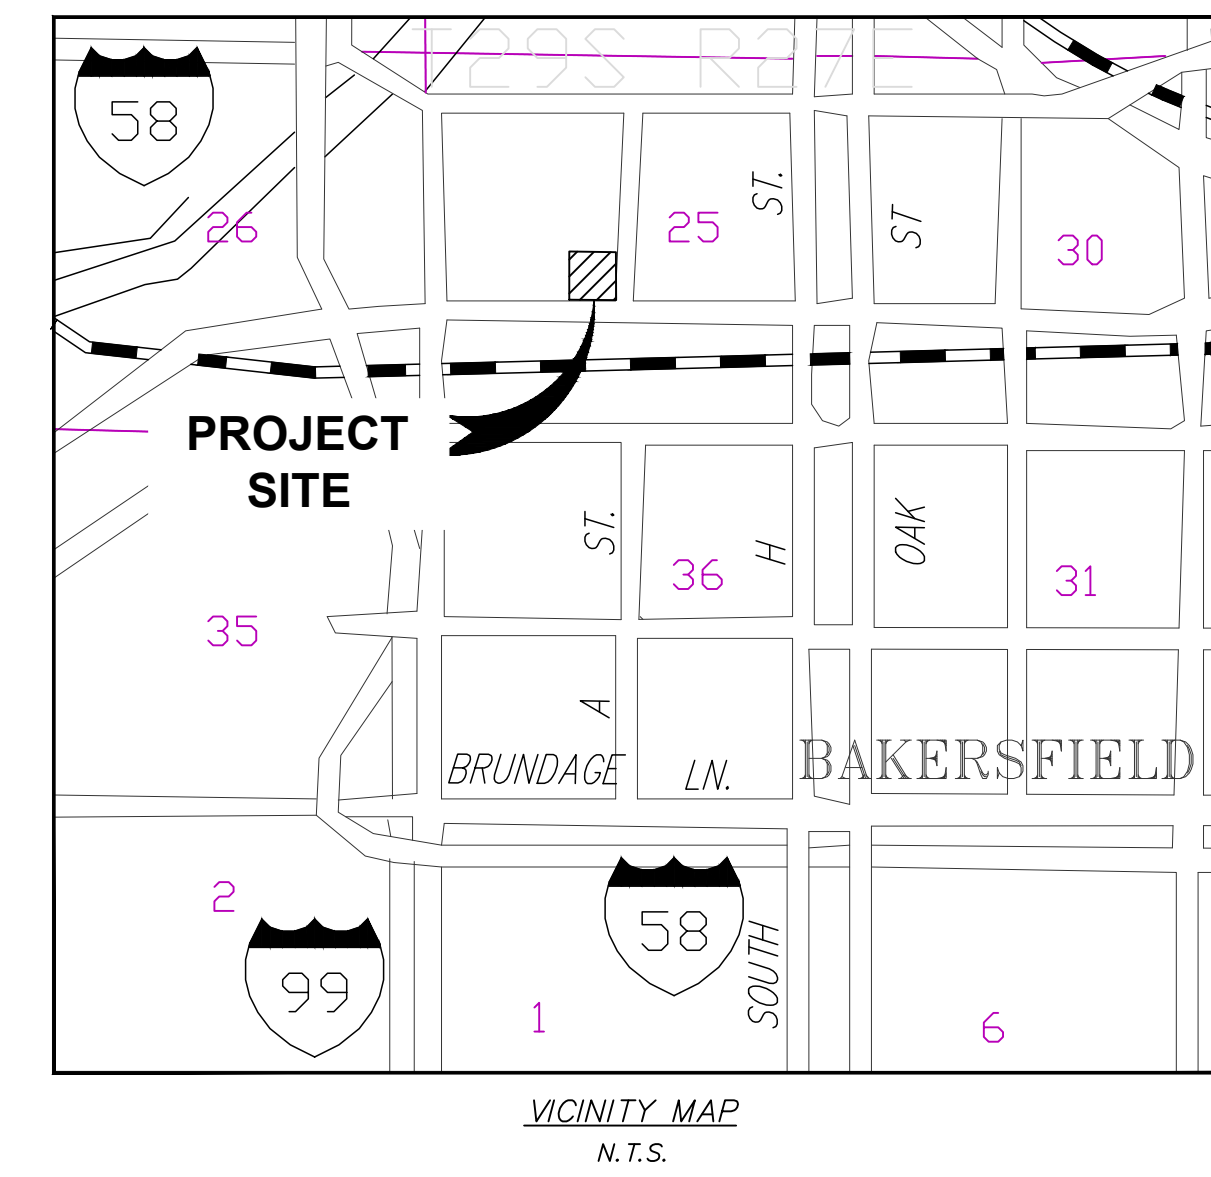 T29S R27E
58
26
25
ST.
ST
30
PROJECT
SITE
ST.
36
H
OAK
31
35
A
BRUNDAGE LN.
BAKERSFIELD
2
58
99
SOUTH
1
6
VICINITY MAP
N.T.S.